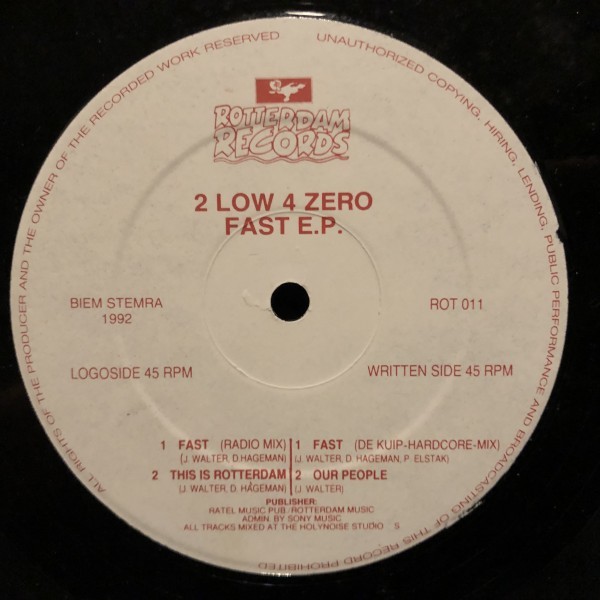 ALL RIGHTS OF THE PRODUCER AND THE OWNER OF THE RECORDED WORK RESERVED
UNAUTHORIZED COPYING, HIRING, LENDING, PUBLIC PERFORMANCE AND BROADCASTING OF THIS RECORD PROHIBITED
ROTTERDAM
RECORDS
2 LOW 4 ZERO
FAST E.P.
BIEM STEMRA
1992
ROT 011
LOGOSIDE 45 RPM
WRITTEN SIDE 45 RPM
1 FAST (RADIO MIX)
(J. WALTER, D.HAGEMAN)
2 THIS IS ROTTERDAM
(J. WALTER, D. HAGEMAN)
1 FAST (DE KUIP-HARDCORE-MIX)
(J. WALTER, D. HAGEMAN, P. ELSTAK)
2 OUR PEOPLE
(J. WALTER)
PUBLISHER:
RATEL MUSIC PUB./ROTTERDAM MUSIC
ADMIN. BY SONY MUSIC
ALL TRACKS MIXED AT THE HOLYNOISE STUDIO S